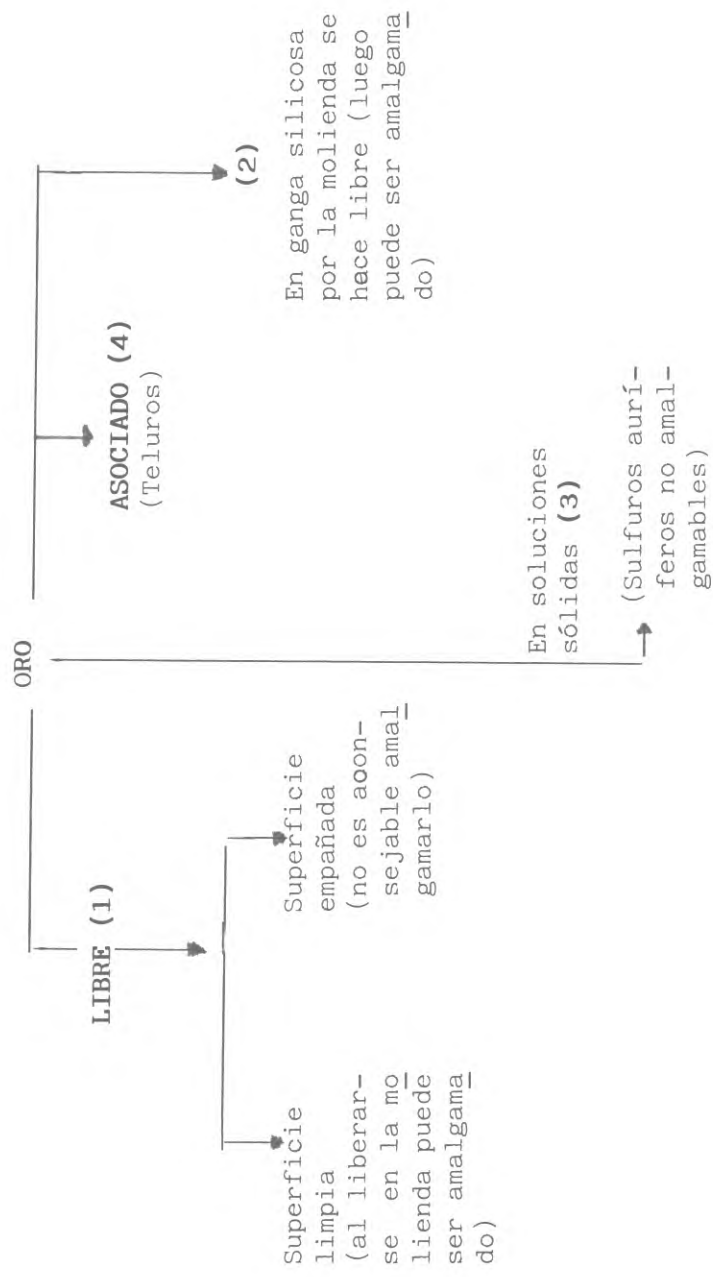 ORO
LIBRE (1)
Superficie
limpia
(al liberar-
se en la mo
lienda puede
ser amalgama
do)
Superficie
empañada
(no es aoon-
sejable amal
gamarlo)
En soluciones
sólidas (3)
(Sulfuros aurí-
feros no amal-
gamables)
ASOCIADO (4)
(Teluros)
(2)
En ganga silicosa
por la molienda se
hace libre (luego
puede ser amalgama
do)